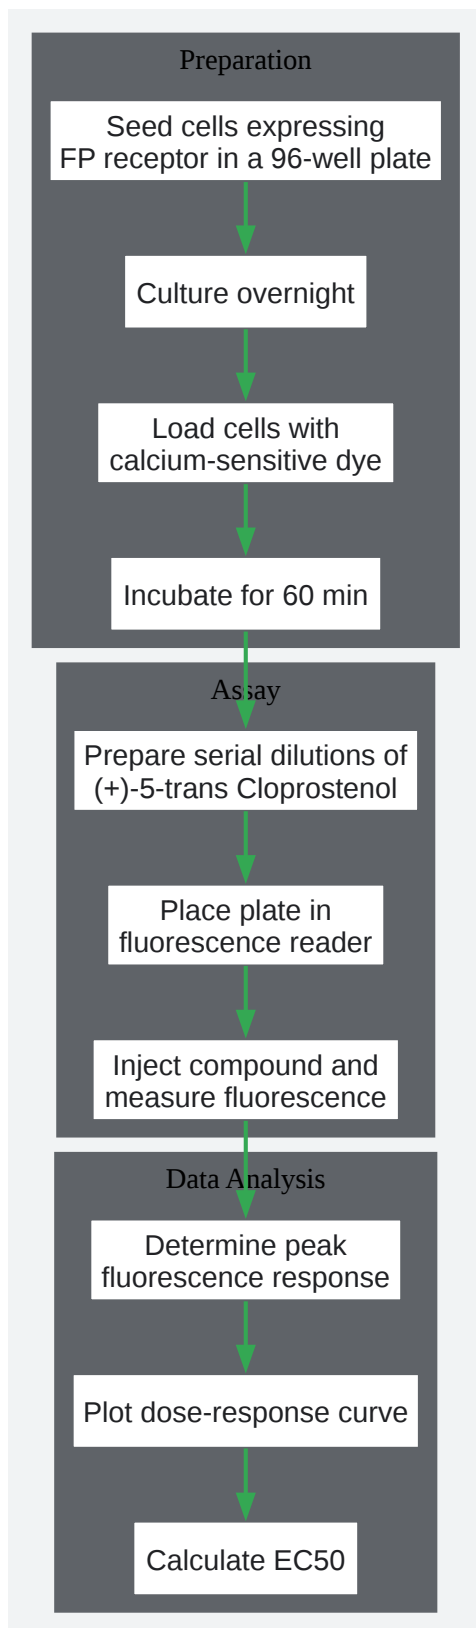 Preparation
Seed cells expressing
FP receptor in a 96-well plate
Culture overnight
Load cells with
calcium-sensitive dye
Incubate for 60 min
Assay
Prepare serial dilutions of
(+)-5-trans Cloprostenol
Place plate in
fluorescence reader
Inject compound and
measure fluorescence
Data Analysis
Determine peak
fluorescence response
Plot dose-response curve
Calculate EC50